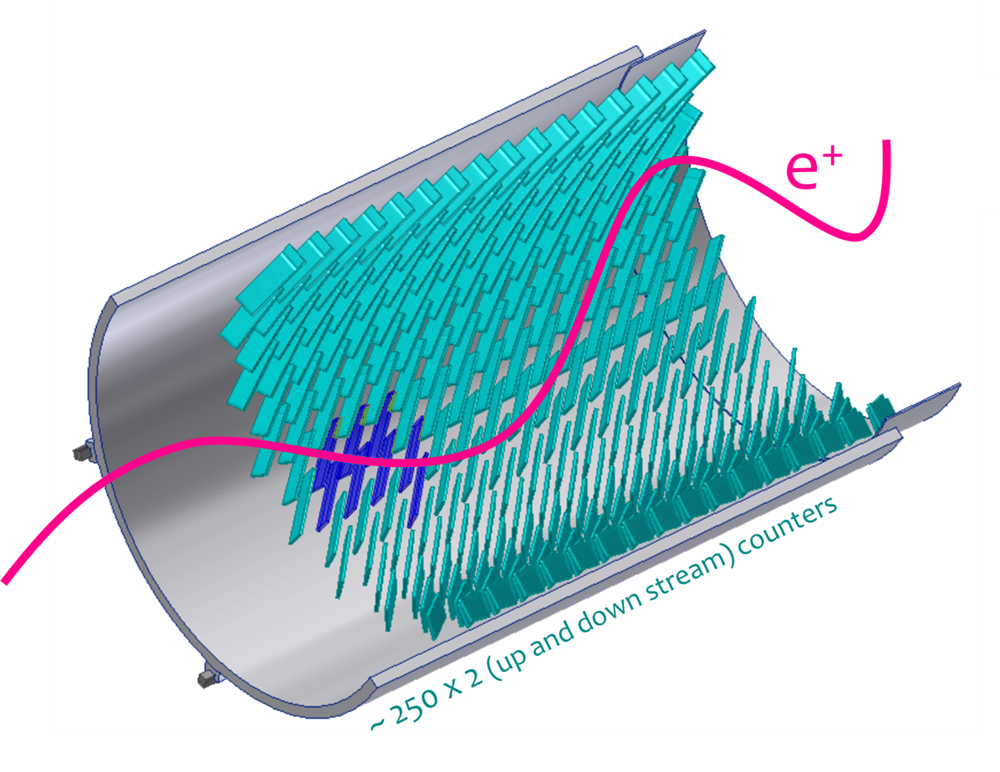 e⁺
~ 250 x 2 (up and down stream) counters